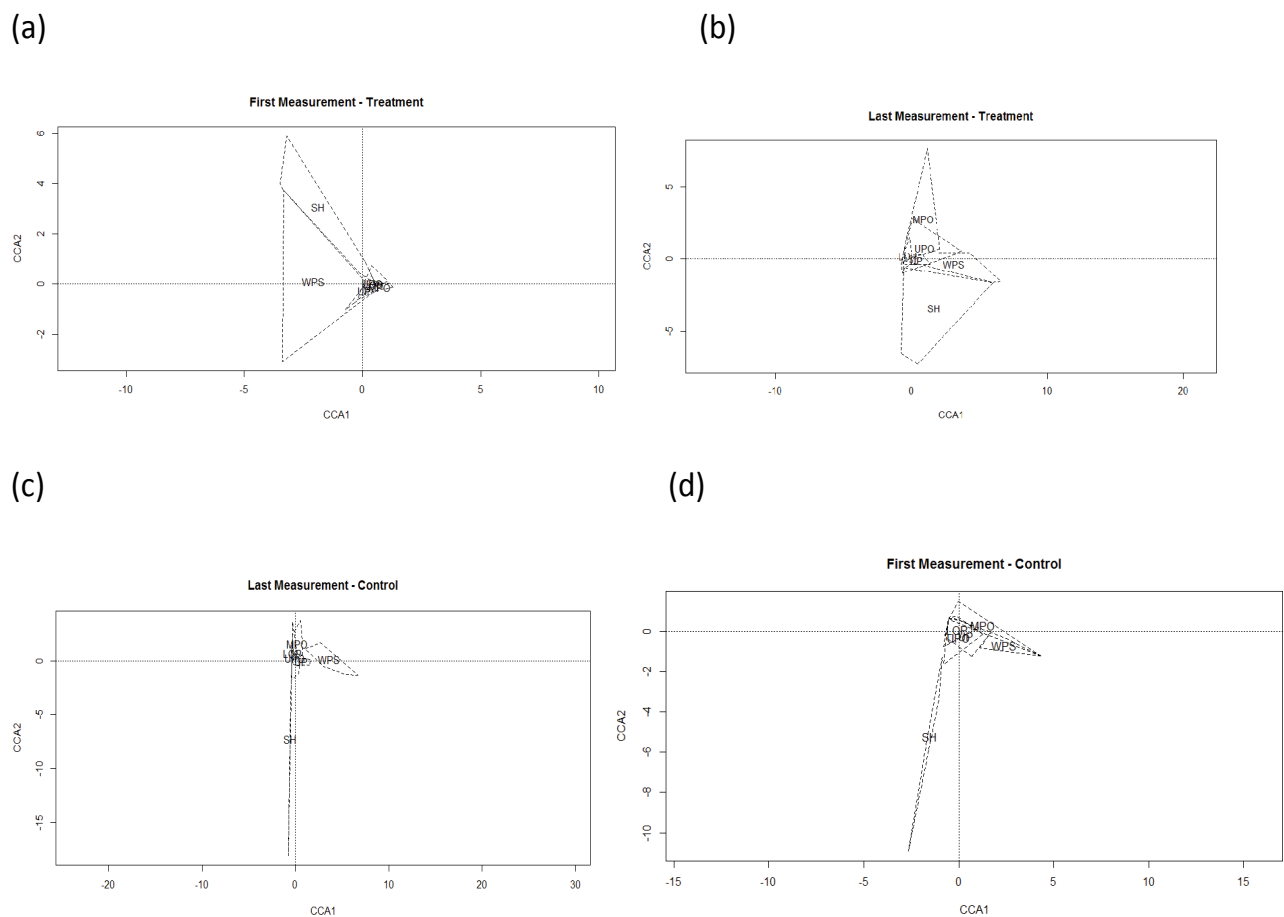 (a)
(b)
First Measurement - Treatment
Last Measurement - Treatment
CCA2
6
4
2
0
-2
SH
WPS
MPO
-10
-5
0
5
10
CCA1
CCA2
5
0
-5
MPO
UPO
WPS
SH
-10
0
10
20
CCA1
(c)
(d)
Last Measurement - Control
First Measurement - Control
CCA2
0
-5
-10
-15
MPO
WPS
SH
-20
-10
0
10
20
30
CCA1
CCA2
0
-2
-4
-6
-8
-10
MPO
UPO
WPS
SH
-15
-10
-5
0
5
10
15
CCA1